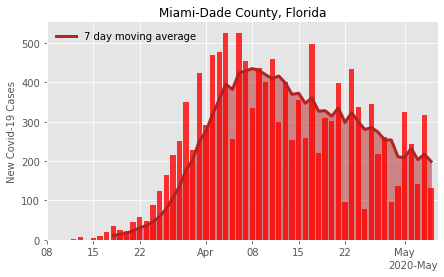 Miami-Dade County, Florida
7 day moving average
New Covid-19 Cases
500
400
300
200
100
0
08 15 22 Apr 08 15 22 May
2020-May